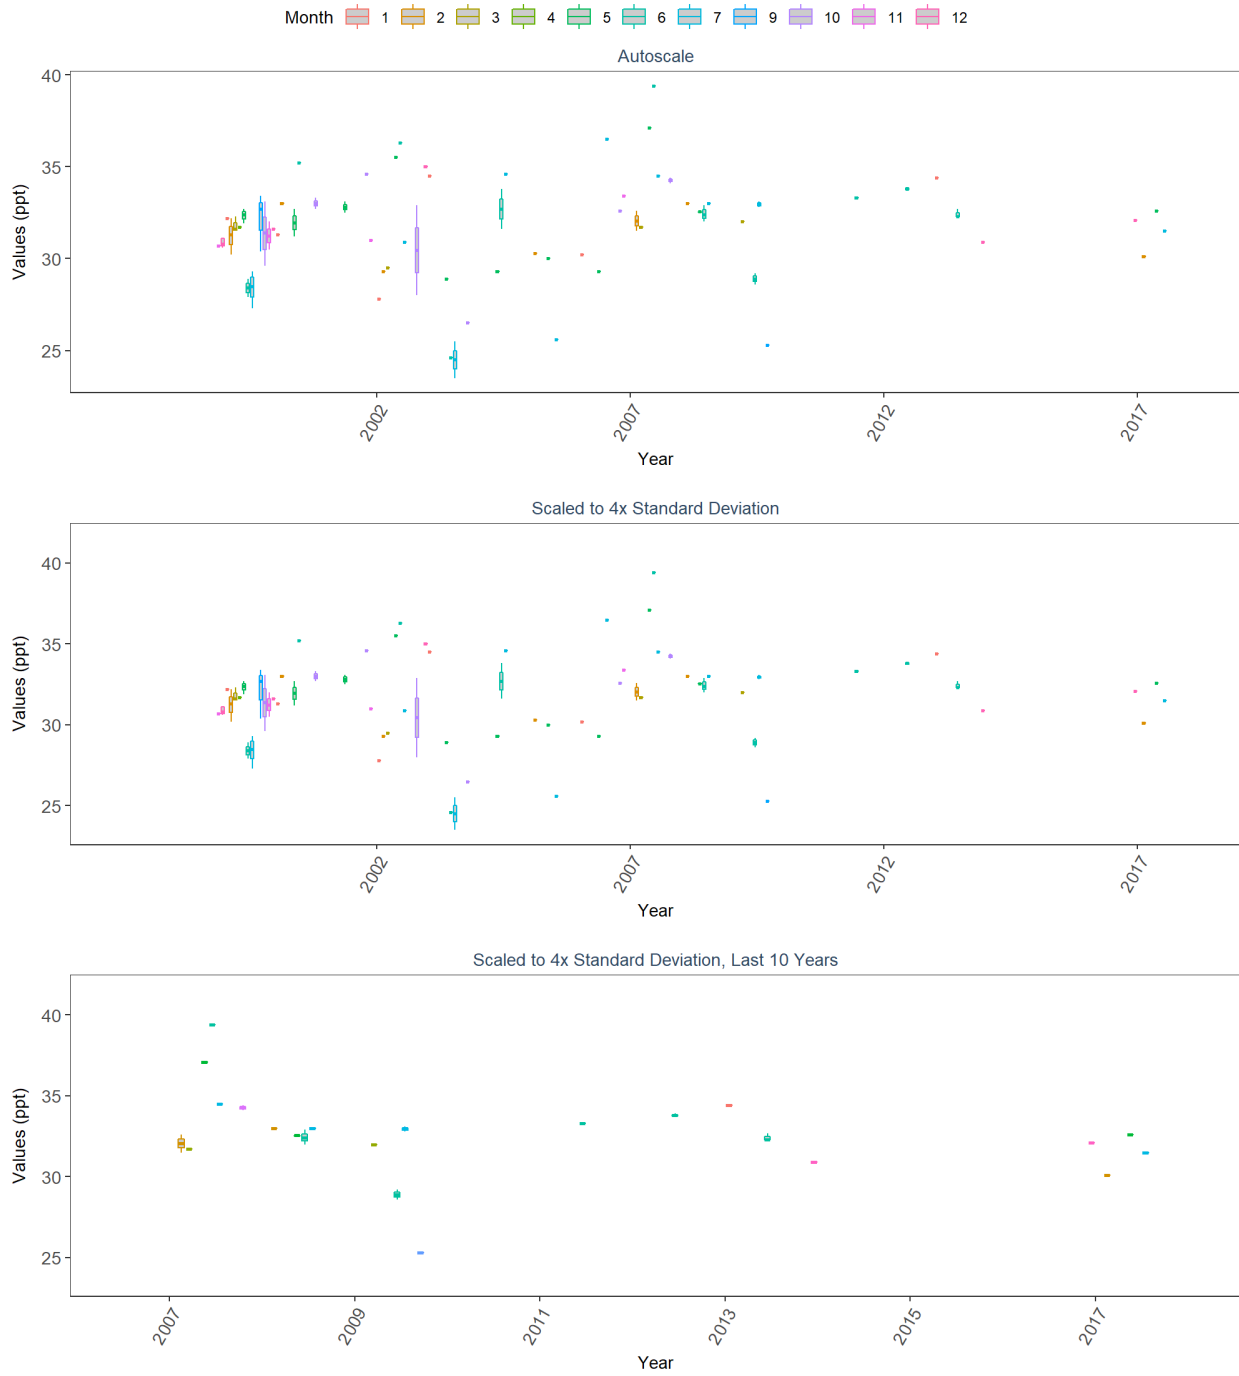 Month 1 2 3 4 5 6 7 9 10 11 12
Autoscale
40
35
30
25
Values (ppt)
2002 2007 2012 2017
Year
Scaled to 4x Standard Deviation
40
35
30
25
Values (ppt)
2002 2007 2012 2017
Year
Scaled to 4x Standard Deviation, Last 10 Years
40
35
30
25
Values (ppt)
2007 2009 2011 2013 2015 2017
Year